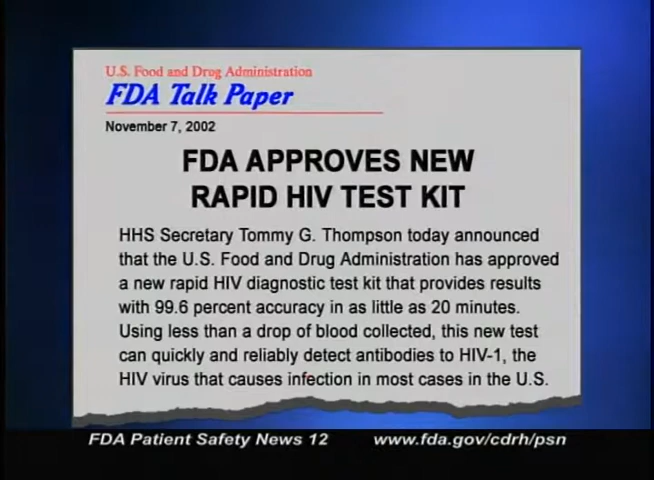 U.S. Food and Drug Administration
FDA Talk Paper
November 7, 2002
FDA APPROVES NEW
RAPID HIV TEST KIT
HHS Secretary Tommy G. Thompson today announced
that the U.S. Food and Drug Administration has approved
a new rapid HIV diagnostic test kit that provides results
with 99.6 percent accuracy in as little as 20 minutes.
Using less than a drop of blood collected, this new test
can quickly and reliably detect antibodies to HIV-1, the
HIV virus that causes infection in most cases in the U.S.
FDA Patient Safety News 12 www.fda.gov/cdrh/psn